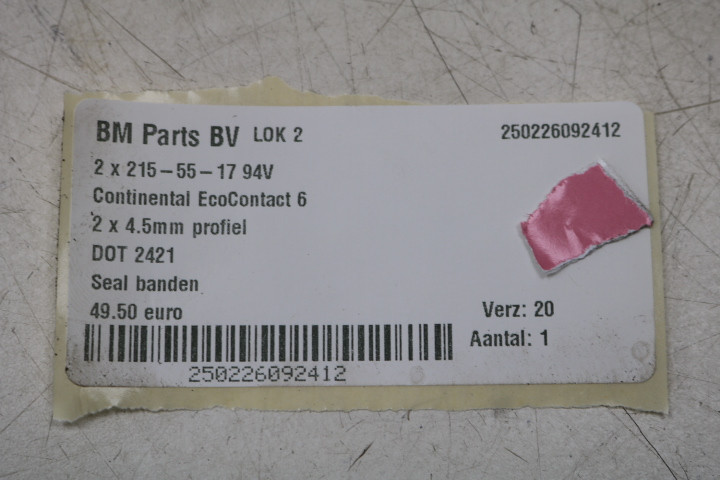 BM Parts BV LOK 2 250226092412
2 x 215-55-17 94V
Continental EcoContact 6
2 x 4.5mm profiel
DOT 2421
Seal banden
49.50 euro Verz: 20
Aantal: 1
250226092412